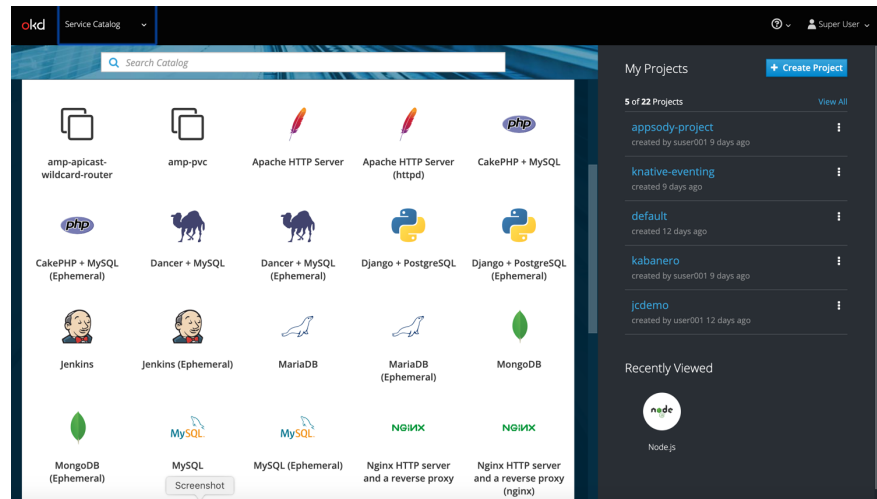 okd
Service Catalog
Super User
Search Catalog
amp-apicast-
wildcard-router
amp-pvc
Apache HTTP Server
Apache HTTP Server
(httpd)
php
CakePHP + MySQL
php
CakePHP + MySQL
(Ephemeral)
Dancer + MySQL
Dancer + MySQL
(Ephemeral)
Django + PostgreSQL
Django + PostgreSQL
(Ephemeral)
Jenkins
Jenkins (Ephemeral)
MariaDB
MariaDB
(Ephemeral)
MongoDB
MongoDB
(Ephemeral)
MySQL
MySQL
MySQL
MySQL (Ephemeral)
NGINX
Nginx HTTP server
and a reverse proxy
NGINX
Nginx HTTP server
and a reverse proxy
(nginx)
Screenshot
My Projects
+ Create Project
5 of 22 Projects
View All
appsody-project
created by suser001 9 days ago
knative-eventing
created 9 days ago
default
created 12 days ago
kabanero
created by suser001 9 days ago
jcdemo
created by user001 12 days ago
Recently Viewed
node
Node.js